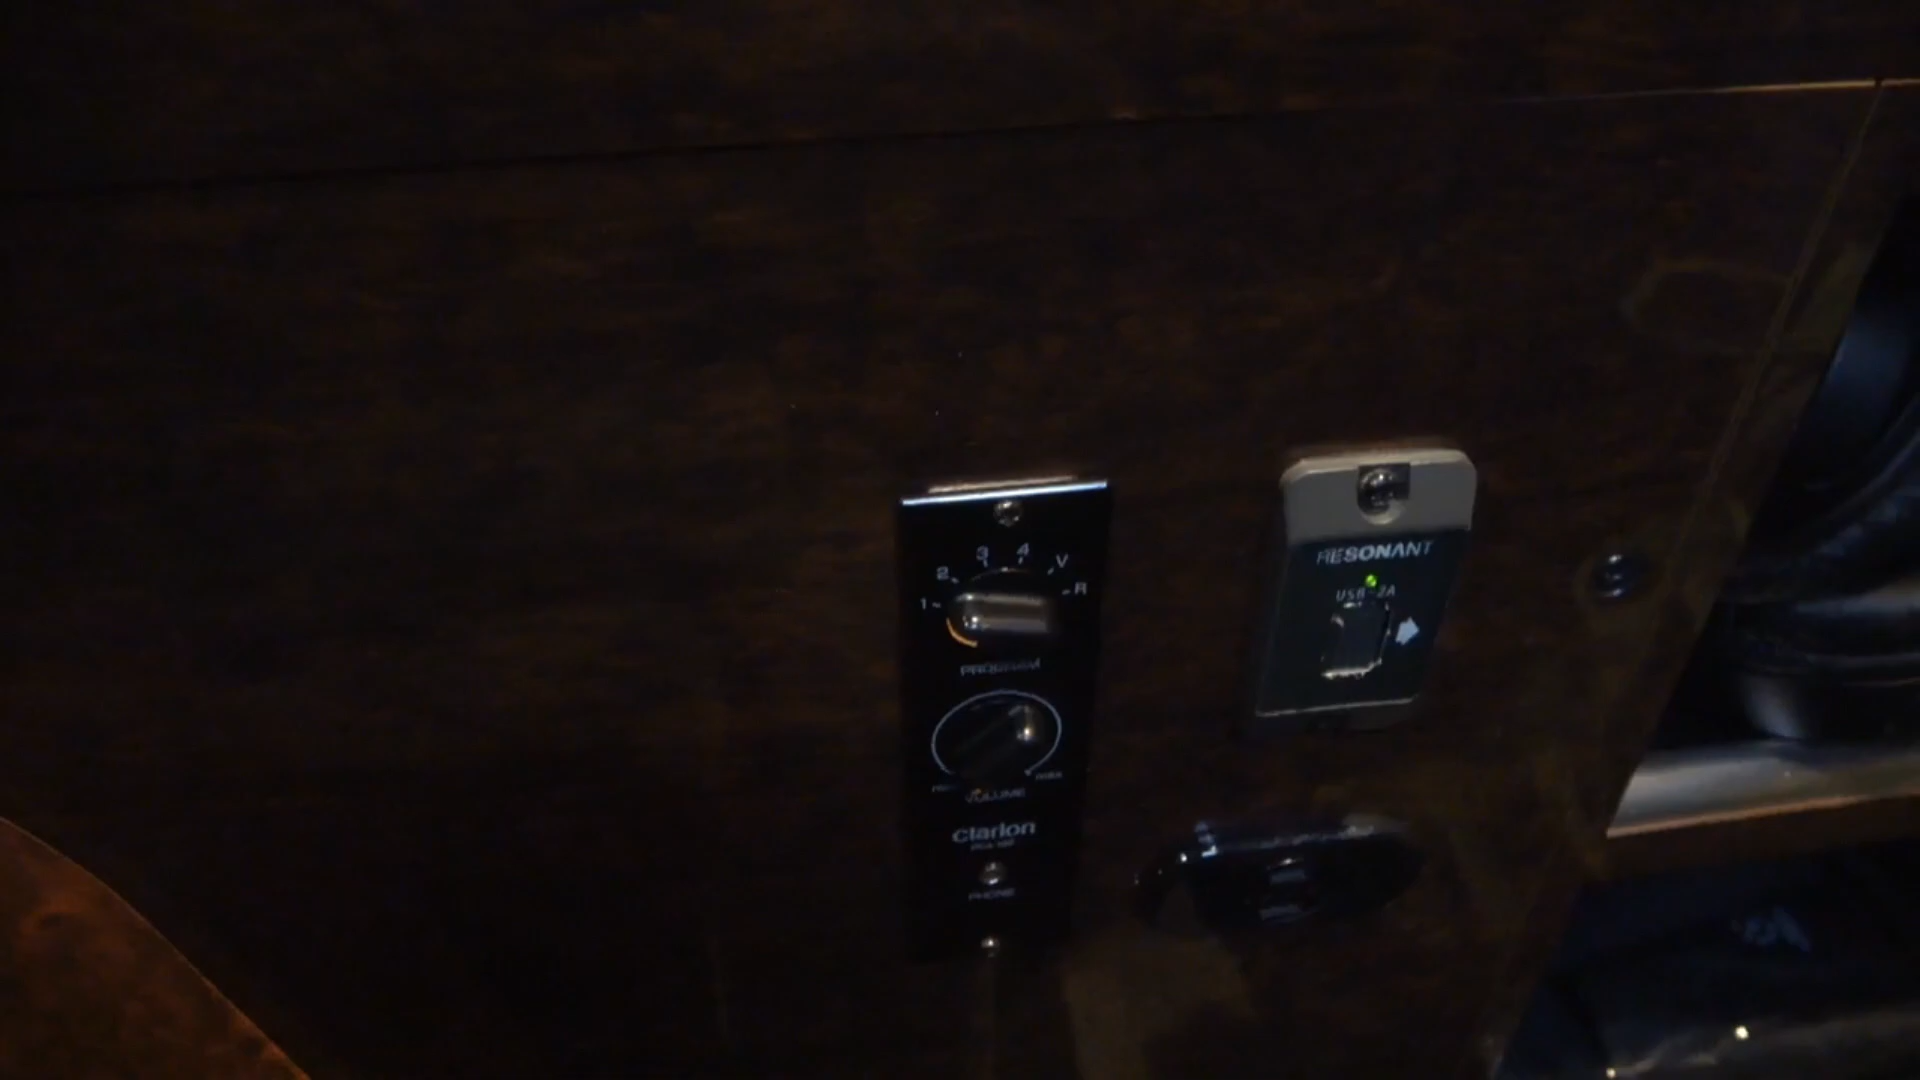 1 2 3 4 V R
PROGRAM
VOLUME
clarion
PHONE
RESONANT
USB 2A